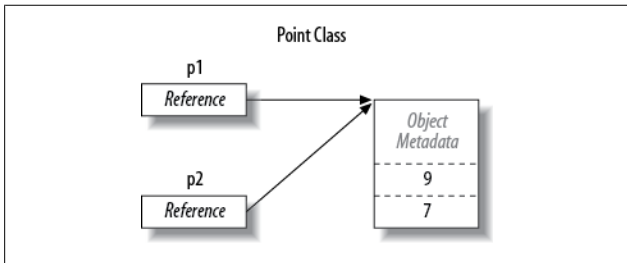 Point Class
p1
Reference
p2
Reference
Object
Metadata
9
7